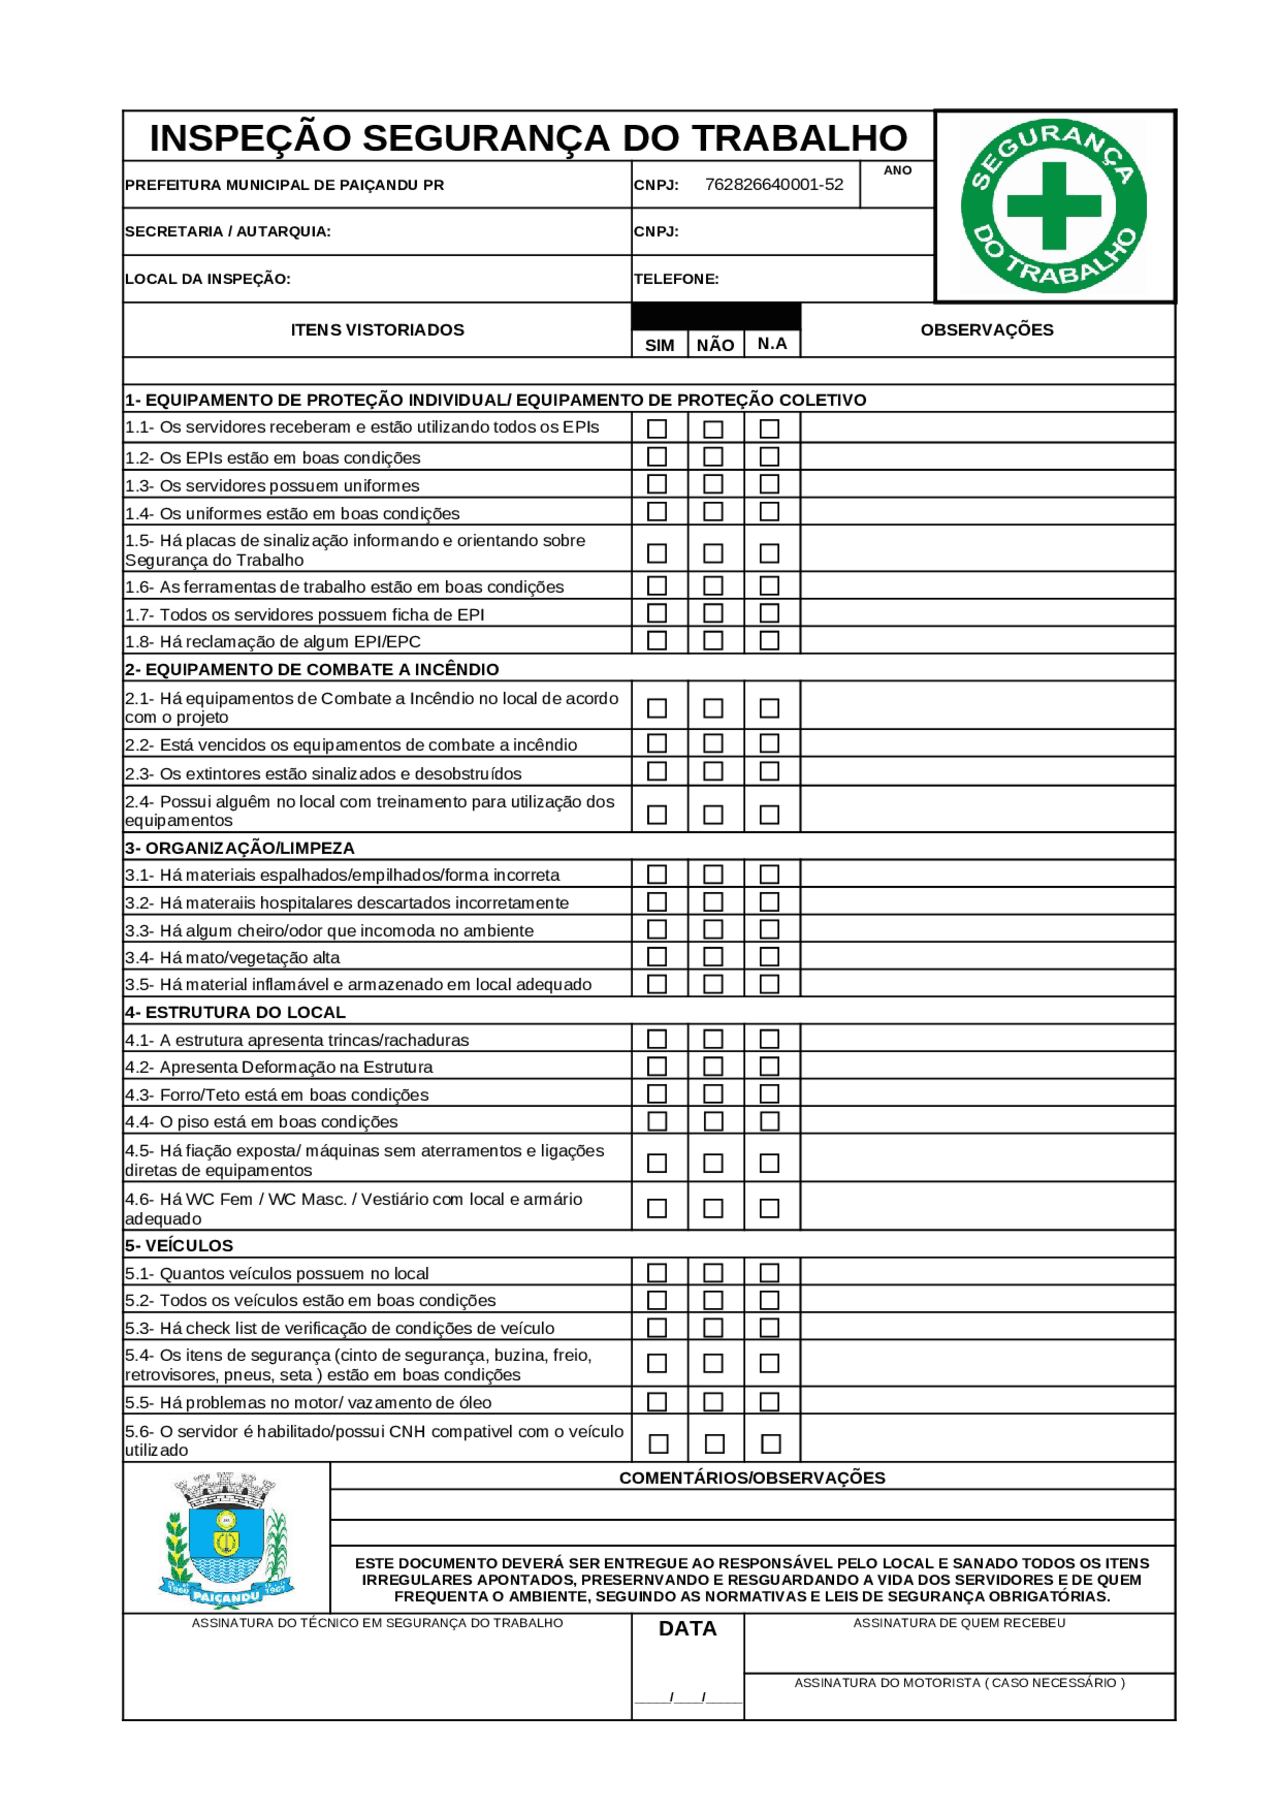 INSPEÇÃO SEGURANÇA DO TRABALHO
SEGURANÇA
DO TRABALHO
PREFEITURA MUNICIPAL DE PAIÇANDU PR
CNPJ: 762826640001-52
ANO
SECRETARIA / AUTARQUIA:
CNPJ:
LOCAL DA INSPEÇÃO:
TELEFONE:
ITENS VISTORIADOS
SIM
NÃO
N.A
OBSERVAÇÕES
1- EQUIPAMENTO DE PROTEÇÃO INDIVIDUAL/ EQUIPAMENTO DE PROTEÇÃO COLETIVO
1.1- Os servidores receberam e estão utilizando todos os EPIs
1.2- Os EPIs estão em boas condições
1.3- Os servidores possuem uniformes
1.4- Os uniformes estão em boas condições
1.5- Há placas de sinalização informando e orientando sobre
Segurança do Trabalho
1.6- As ferramentas de trabalho estão em boas condições
1.7- Todos os servidores possuem ficha de EPI
1.8- Há reclamação de algum EPI/EPC
2- EQUIPAMENTO DE COMBATE A INCÊNDIO
2.1- Há equipamentos de Combate a Incêndio no local de acordo
com o projeto
2.2- Está vencidos os equipamentos de combate a incêndio
2.3- Os extintores estão sinalizados e desobstruídos
2.4- Possui alguêm no local com treinamento para utilização dos
equipamentos
3- ORGANIZAÇÃO/LIMPEZA
3.1- Há materiais espalhados/empilhados/forma incorreta
3.2- Há materaiis hospitalares descartados incorretamente
3.3- Há algum cheiro/odor que incomoda no ambiente
3.4- Há mato/vegetação alta
3.5- Há material inflamável e armazenado em local adequado
4- ESTRUTURA DO LOCAL
4.1- A estrutura apresenta trincas/rachaduras
4.2- Apresenta Deformação na Estrutura
4.3- Forro/Teto está em boas condições
4.4- O piso está em boas condições
4.5- Há fiação exposta/ máquinas sem aterramentos e ligações
diretas de equipamentos
4.6- Há WC Fem / WC Masc. / Vestiário com local e armário
adequado
5- VEÍCULOS
5.1- Quantos veículos possuem no local
5.2- Todos os veículos estão em boas condições
5.3- Há check list de verificação de condições de veículo
5.4- Os itens de segurança (cinto de segurança, buzina, freio,
retrovisores, pneus, seta ) estão em boas condições
5.5- Há problemas no motor/ vazamento de óleo
5.6- O servidor é habilitado/possui CNH compativel com o veículo
utilizado
COMENTÁRIOS/OBSERVAÇÕES
1960 PAIÇANDU 1961
ESTE DOCUMENTO DEVERÁ SER ENTREGUE AO RESPONSÁVEL PELO LOCAL E SANADO TODOS OS ITENS
IRREGULARES APONTADOS, PRESERNVANDO E RESGUARDANDO A VIDA DOS SERVIDORES E DE QUEM
FREQUENTA O AMBIENTE, SEGUINDO AS NORMATIVAS E LEIS DE SEGURANÇA OBRIGATÓRIAS.
ASSINATURA DO TÉCNICO EM SEGURANÇA DO TRABALHO
DATA
____/___/____
ASSINATURA DE QUEM RECEBEU
ASSINATURA DO MOTORISTA ( CASO NECESSÁRIO )